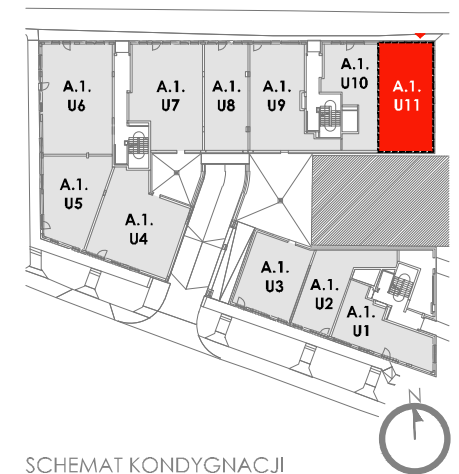 A.1.
U6
A.1.
U7
A.1.
U8
A.1.
U9
A.1.
U10
A.1.
U11
A.1.
U5
A.1.
U4
A.1.
U3
A.1.
U2
A.1.
U1
N
SCHEMAT KONDYGNACJI